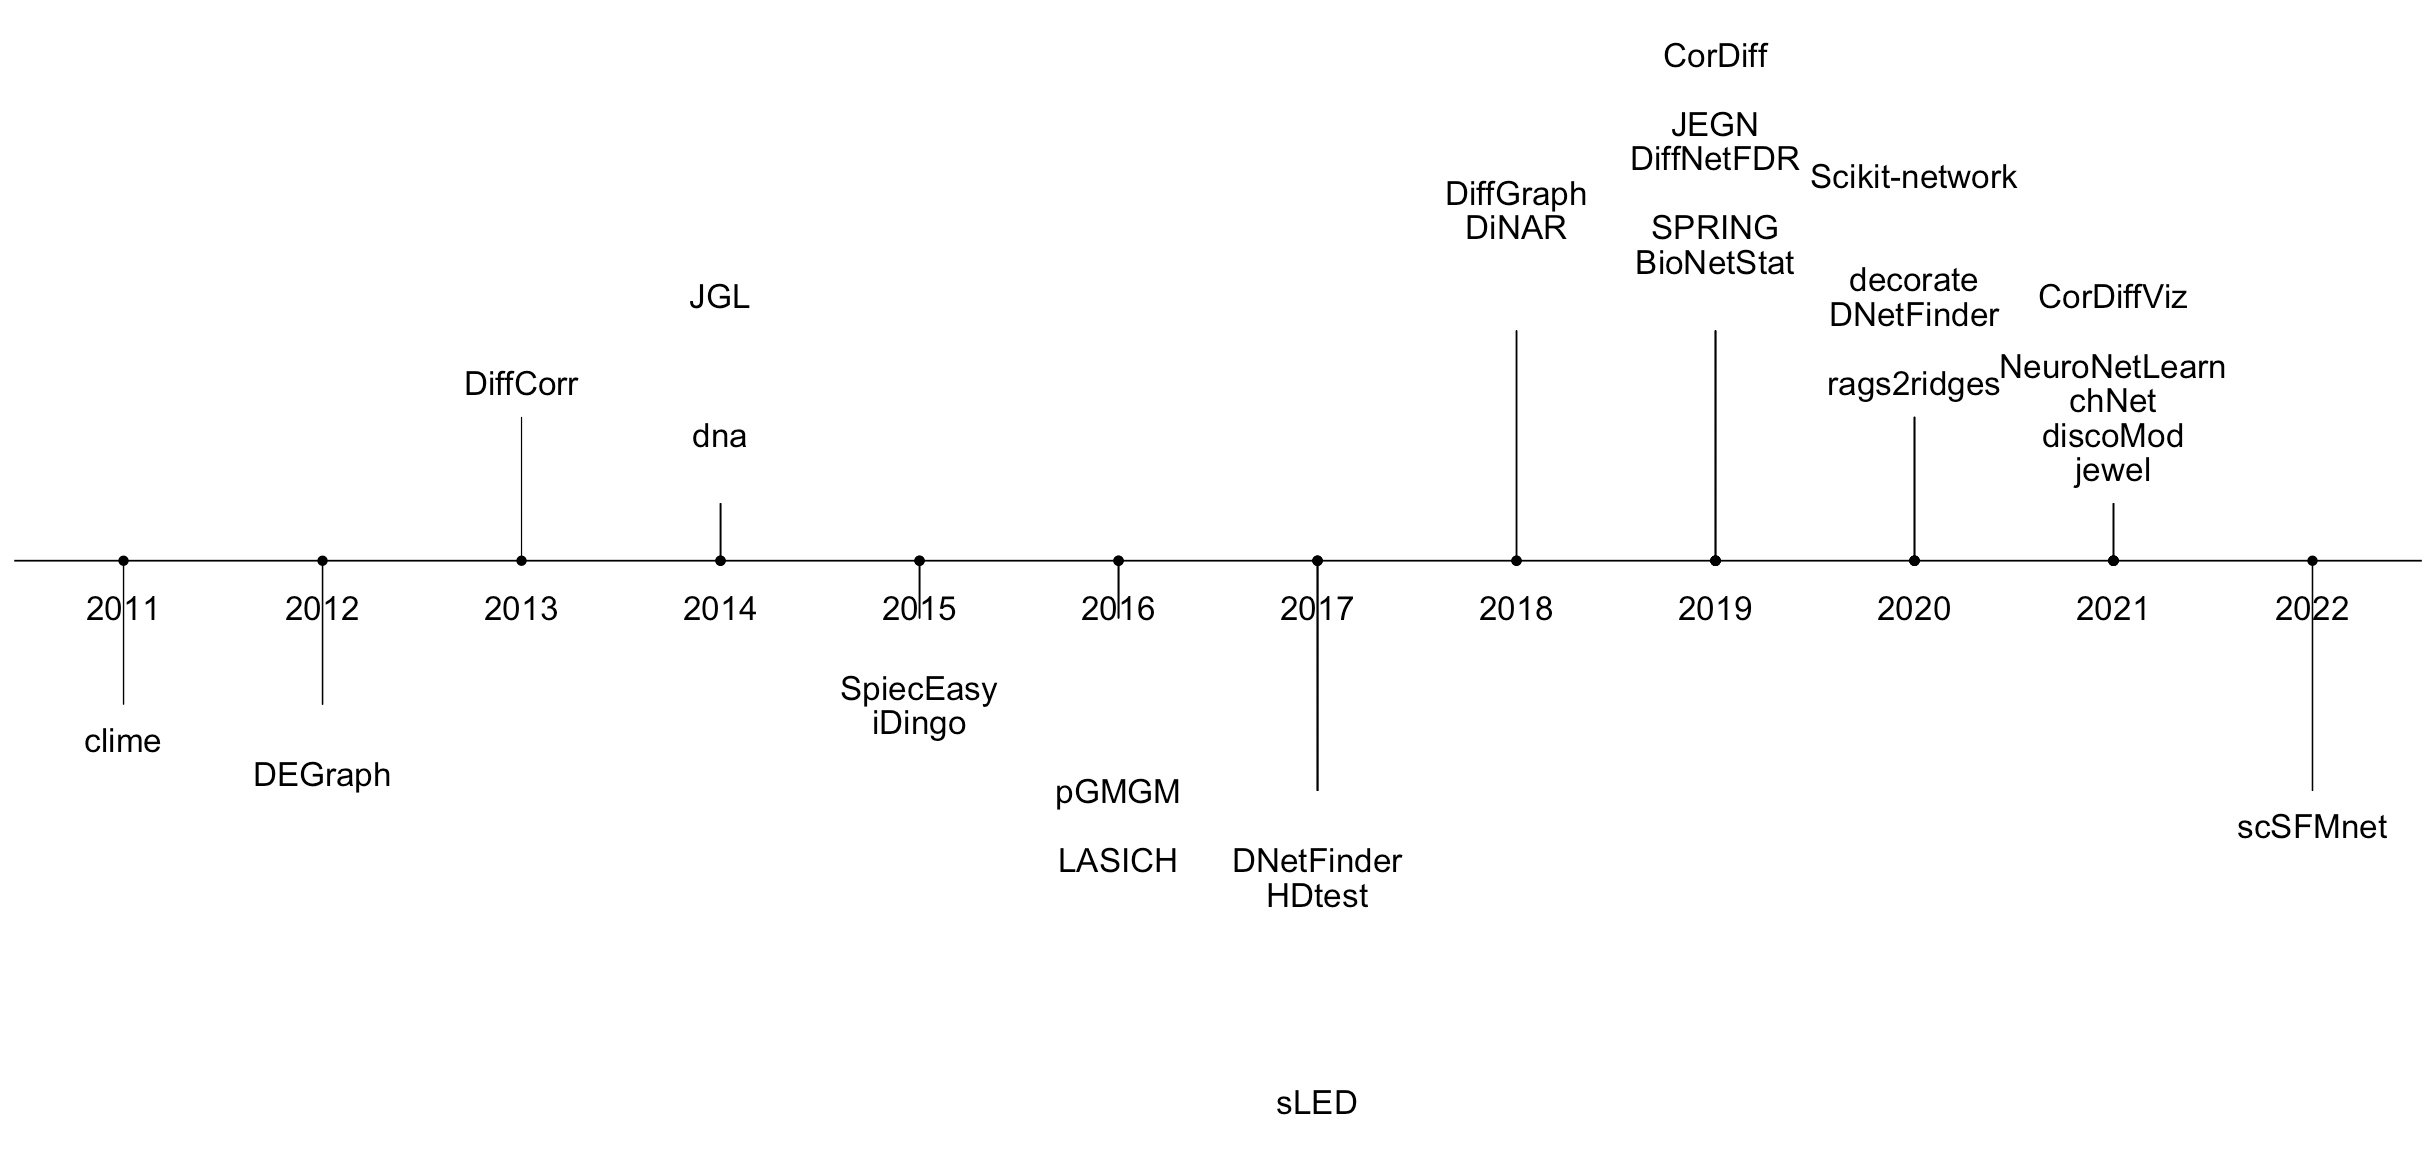 CorDiff
JEGN
DiffNetFDR
Scikit-network
DiffGraph
DiNAR
SPRING
BioNetStat
decorate
DNetFinder
JGL
CorDiffViz
NeuroNetLearn
DiffCorr
rags2ridges
chNet
dna
discoMod
jewel
2011 2012 2013 2014 2015 2016 2017 2018 2019 2020 2021 2022
SpiecEasy
iDingo
clime
DEGraph
pGMGM
scSFMnet
LASICH
DNetFinder
HDtest
sLED